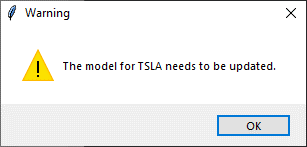 Warning
The model for TSLA needs to be updated.
OK